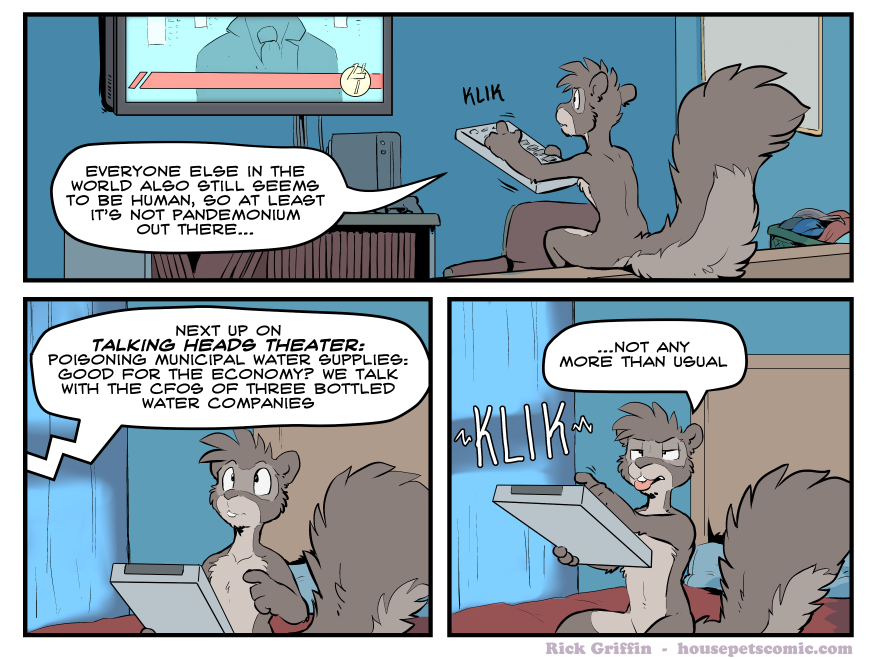 KLIK
EVERYONE ELSE IN THE
WORLD ALSO STILL SEEMS
TO BE HUMAN, SO AT LEAST
IT'S NOT PANDEMONIUM
OUT THERE...
NEXT UP ON
TALKING HEADS THEATER:
POISONING MUNICIPAL WATER SUPPLIES:
GOOD FOR THE ECONOMY? WE TALK
WITH THE CFOS OF THREE BOTTLED
WATER COMPANIES
...NOT ANY
MORE THAN USUAL
~KLIK~
Rick Griffin - housepetscomic.com